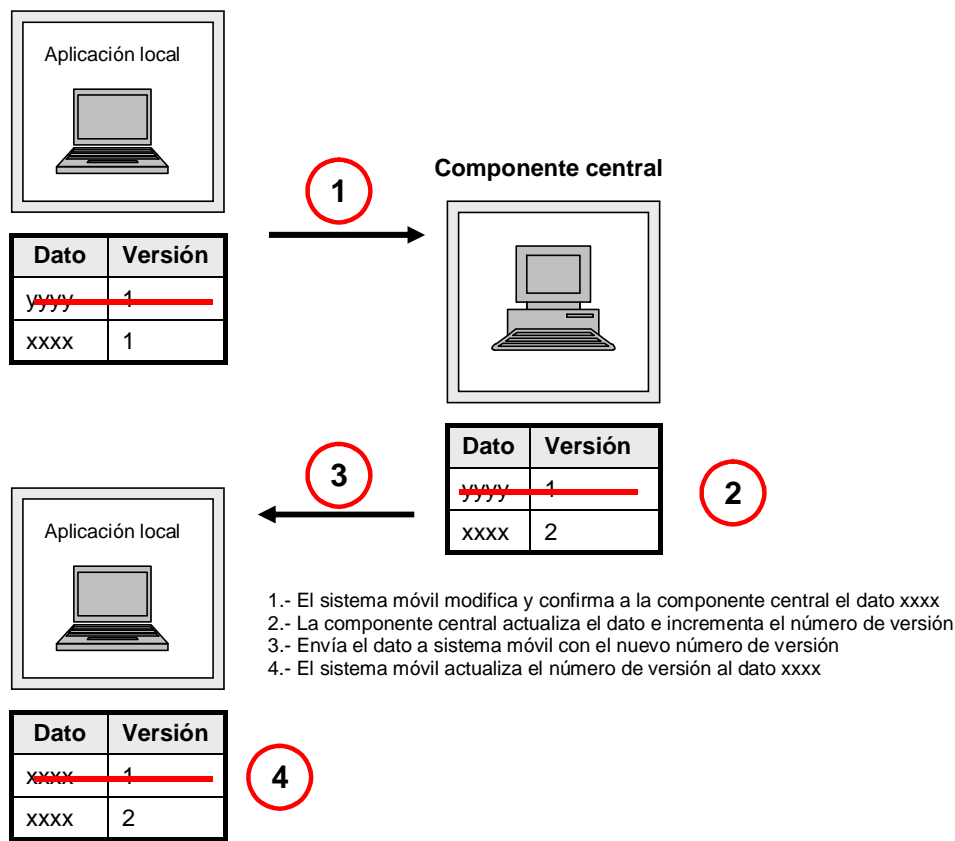 Aplicación local
1
Componente central
Dato Versión
yyyy 1
xxxx 1
Dato Versión
yyyy 1
xxxx 2
2
3
Aplicación local
1.- El sistema móvil modifica y confirma a la componente central el dato xxxx
2.- La componente central actualiza el dato e incrementa el número de versión
3.- Envía el dato a sistema móvil con el nuevo número de versión
4.- El sistema móvil actualiza el número de versión al dato xxxx
Dato Versión
xxxx 1
xxxx 2
4